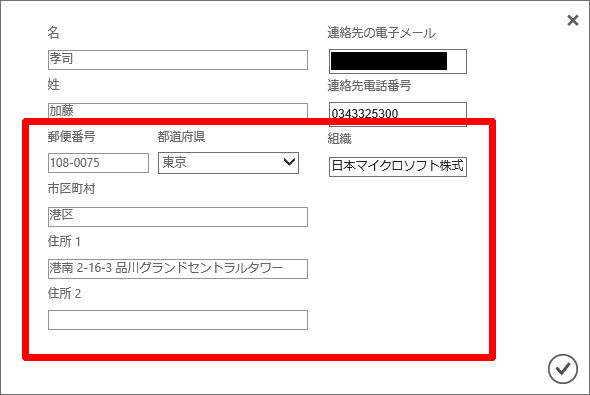 名
孝司
姓
加藤
連絡先の電子メール
連絡先電話番号
0343325300
郵便番号
108-0075
都道府県
東京
組織
日本マイクロソフト株式
市区町村
港区
住所 1
港南 2-16-3 品川グランドセントラルタワー
住所 2